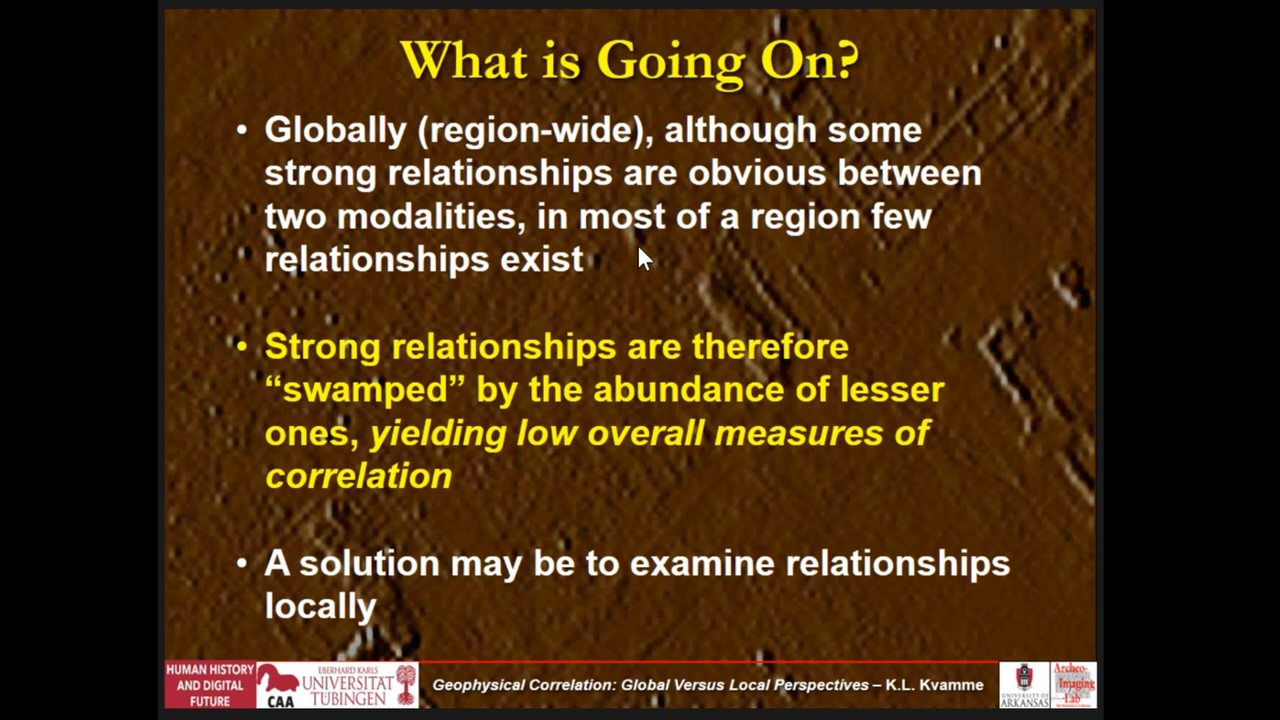 What is Going On?
• Globally (region-wide), although some
strong relationships are obvious between
two modalities, in most of a region few
relationships exist
• Strong relationships are therefore
“swamped” by the abundance of lesser
ones, yielding low overall measures of
correlation
• A solution may be to examine relationships
locally
HUMAN HISTORY
AND DIGITAL
FUTURE
CAA
EBERHARD KARLS
UNIVERSITAT
TUBINGEN
Geophysical Correlation: Global Versus Local Perspectives – K.L. Kvamme
UNIVERSITY OF
ARKANSAS
Archeo-
Imaging
Lab